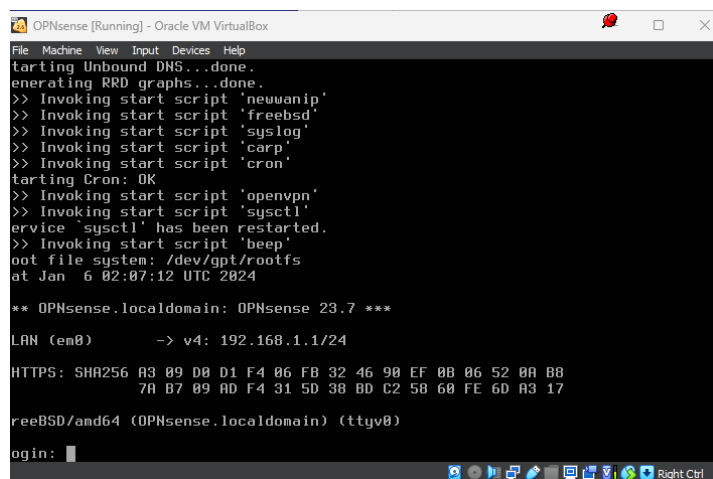 OPNsense [Running] - Oracle VM VirtualBox
File Machine View Input Devices Help
tarting Unbound DNS...done.
enerating RRD graphs...done.
>> Invoking start script 'newwanip'
>> Invoking start script 'freebsd'
>> Invoking start script 'syslog'
>> Invoking start script 'carp'
>> Invoking start script 'cron'
tarting Cron: OK
>> Invoking start script 'openvpn'
>> Invoking start script 'sysctl'
ervice `sysctl' has been restarted.
>> Invoking start script 'beep'
oot file system: /dev/gpt/rootfs
at Jan  6 02:07:12 UTC 2024
** OPNsense.localdomain: OPNsense 23.7 ***
LAN (em0) -> v4: 192.168.1.1/24
HTTPS: SHA256 A3 09 D0 D1 F4 06 FB 32 46 90 EF 0B 06 52 0A B8
7A B7 09 AD F4 31 5D 38 BD C2 58 60 FE 6D A3 17
reeBSD/amd64 (OPNsense.localdomain) (ttyv0)
ogin:
Right Ctrl